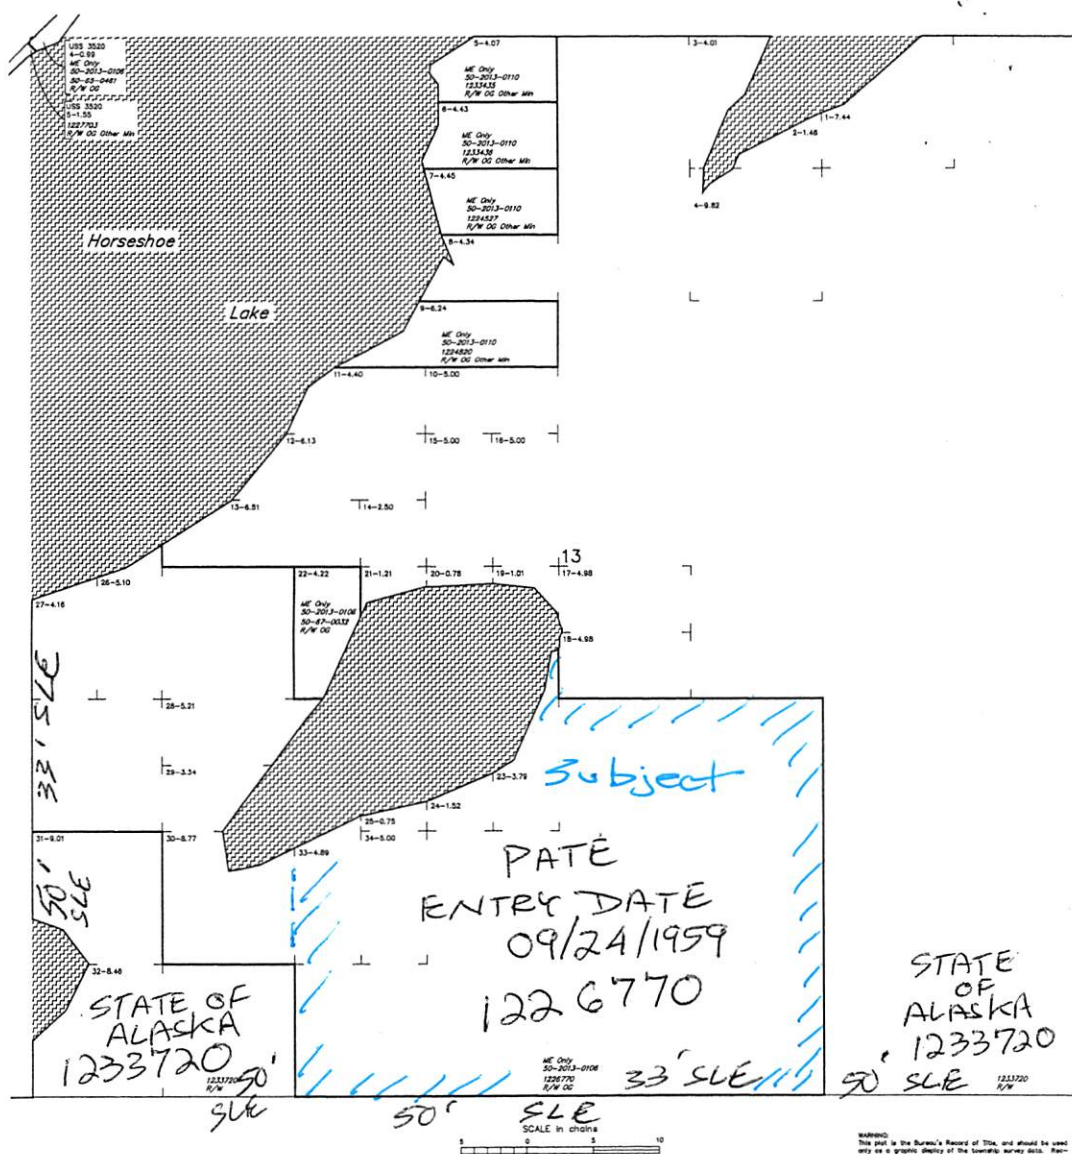 USS 3520
4-0.99
ME Only
50-2013-0106
50-65-0461
R/W OG
USS 3520
5-1.55
1227703
R/W OG Other Min
5-4.07
ME Only
50-2013-0110
1233435
R/W OG Other Min
6-4.43
ME Only
50-2013-0110
1233436
R/W OG Other Min
7-4.45
ME Only
50-2013-0110
1224527
R/W OG Other Min
8-4.34
3-4.01
1-7.44
2-1.46
4-9.82
Horseshoe
Lake
9-6.24
ME Only
50-2013-0110
1224520
R/W OG Other Min
11-4.40
10-5.00
12-6.13
15-5.00
16-5.00
13-6.51
14-2.50
13
26-5.10
22-4.22
21-1.21
20-0.78
19-1.01
17-4.98
27-4.16
ME Only
50-2013-0106
50-67-0032
R/W OG
18-4.98
33' SLE
28-5.21
29-3.34
23-3.79
Subject
24-1.52
25-0.75
31-9.01
30-8.77
34-5.00
33-4.89
50' SLE
PATE
ENTRY DATE
09/24/1959
1226770
32-8.46
STATE OF
ALASKA
1233720
STATE
OF
ALASKA
1233720
1233720
R/W
50'
SLE
ME Only
50-2013-0106
1226770
R/W OG
33' SLE
50' SLE
1233720
R/W
50' SLE
SCALE in chains
5 0 5 10
WARNING:
This plat is the Bureau's Record of Title, and should be used
only as a graphic display of the township survey data. Rec-